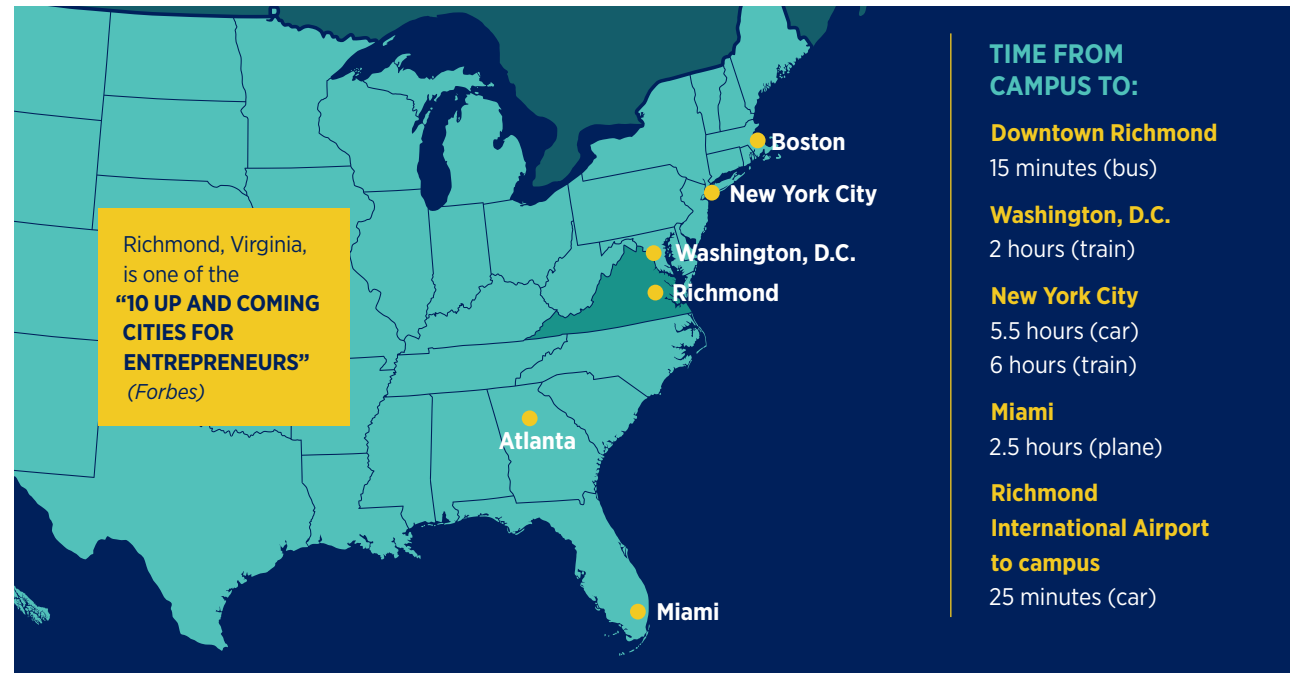 Boston
New York City
Washington, D.C.
Richmond
Atlanta
Miami
Richmond, Virginia,
is one of the
“10 UP AND COMING
CITIES FOR
ENTREPRENEURS”
(Forbes)
TIME FROM
CAMPUS TO:
Downtown Richmond
15 minutes (bus)
Washington, D.C.
2 hours (train)
New York City
5.5 hours (car)
6 hours (train)
Miami
2.5 hours (plane)
Richmond
International Airport
to campus
25 minutes (car)